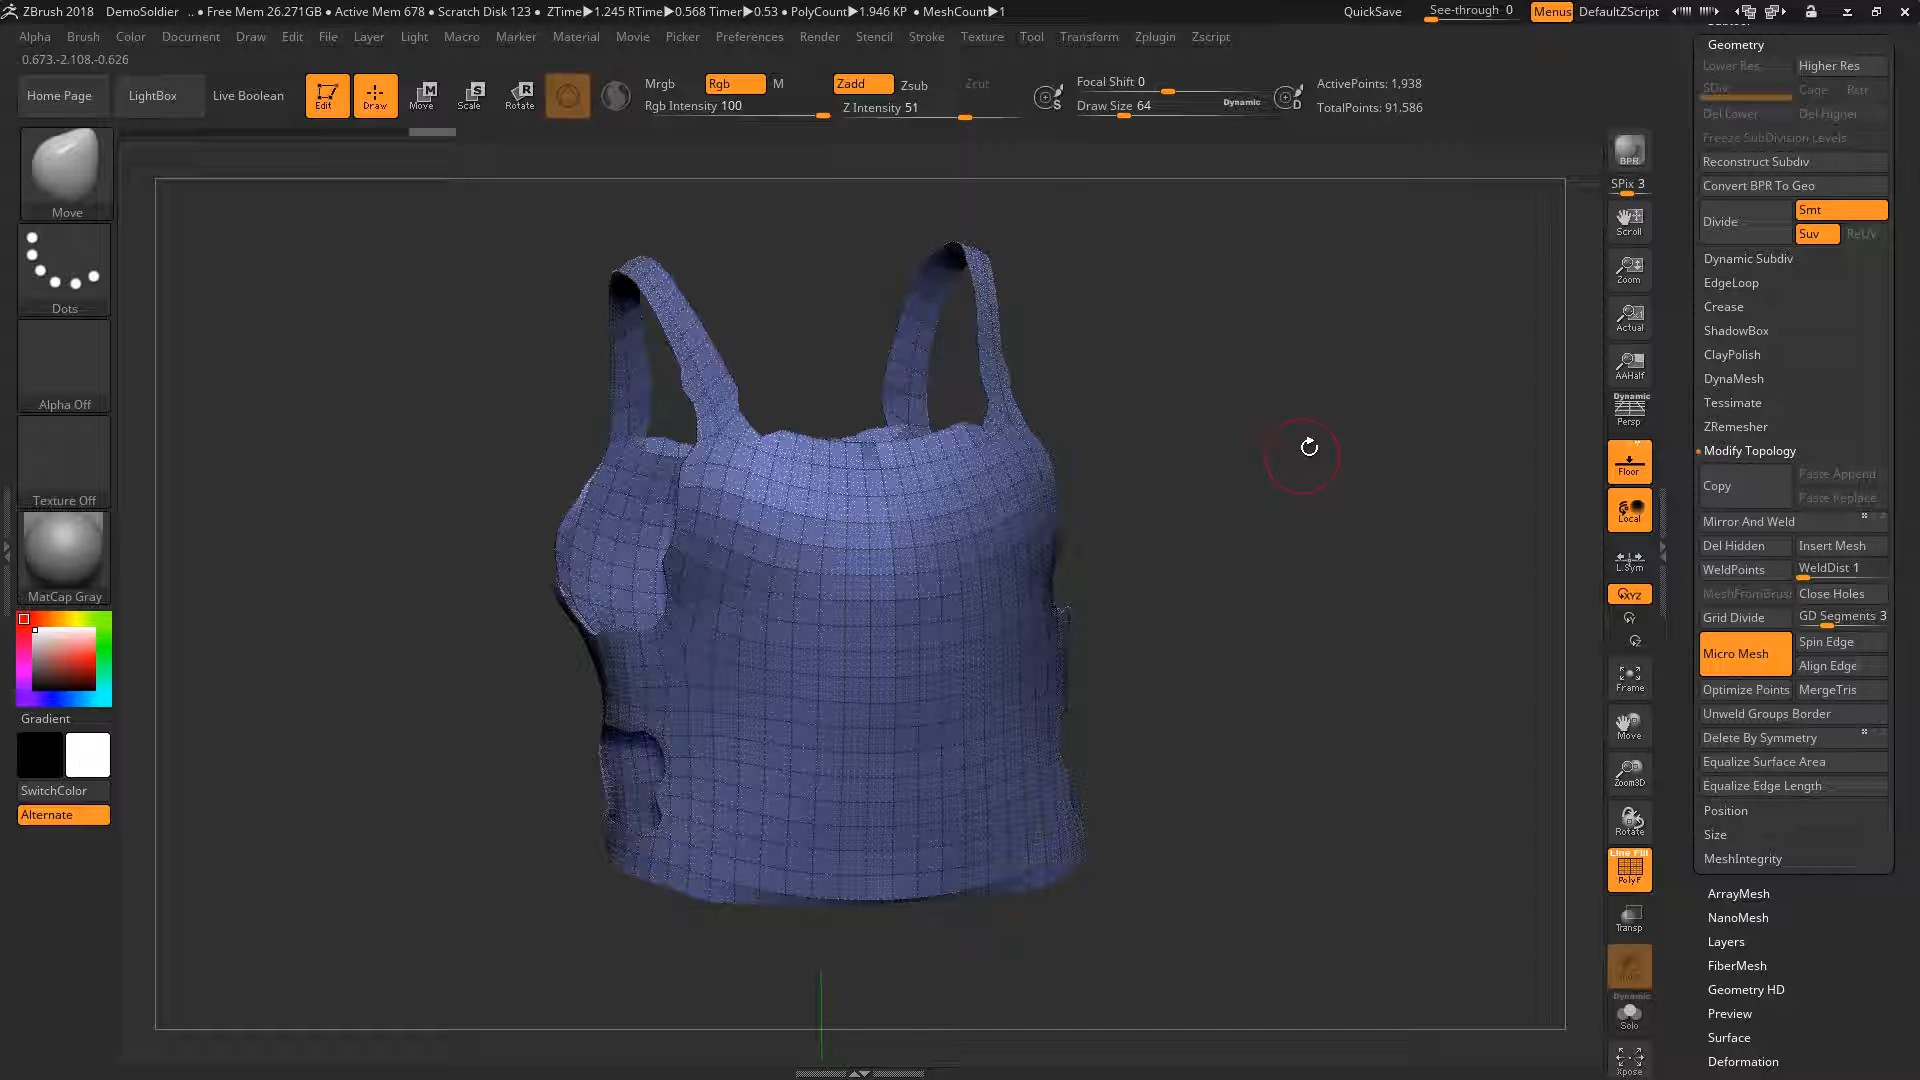 ZBrush 2018 DemoSoldier .. • Free Mem 26.271GB • Active Mem 678 • Scratch Disk 123 • ZTime▶1.245 RTime▶0.568 Timer▶0.53 • PolyCount▶1.946 KP • MeshCount▶1 QuickSave See-through 0 Menus DefaultZScript
Alpha Brush Color Document Draw Edit File Layer Light Macro Marker Material Movie Picker Preferences Render Stencil Stroke Texture Tool Transform Zplugin Zscript
0.673,-2.108,-0.626
Home Page LightBox Live Boolean Edit Draw Move Scale Rotate
Mrgb Rgb M
Rgb Intensity 100
Zadd Zsub Zcut
Z Intensity 51
S
Focal Shift 0
Draw Size 64 Dynamic
D
ActivePoints: 1,938
TotalPoints: 91,586
Move
Dots
Alpha Off
Texture Off
MatCap Gray
Gradient
SwitchColor
Alternate
BPR
SPix 3
Scroll
Zoom
Actual
AAHalf
Dynamic
Persp
Floor
Local
L.Sym
XYZ
Y
Z
Frame
Move
Zoom3D
Rotate
Line Fill
PolyF
Transp
Dynamic
Solo
Xpose
Geometry
Lower Res Higher Res
SDiv Cage Rstr
Del Lower Del Higher
Freeze SubDivision Levels
Reconstruct Subdiv
Convert BPR To Geo
Divide Smt
Suv ReUV
Dynamic Subdiv
EdgeLoop
Crease
ShadowBox
ClayPolish
DynaMesh
Tessimate
ZRemesher
Modify Topology
Copy Paste Append
Paste Replace
Mirror And Weld
Del Hidden Insert Mesh
WeldPoints WeldDist 1
MeshFromBrus Close Holes
Grid Divide GD Segments 3
Micro Mesh Spin Edge
Align Edge
Optimize Points MergeTris
Unweld Groups Border
Delete By Symmetry
Equalize Surface Area
Equalize Edge Length
Position
Size
MeshIntegrity
ArrayMesh
NanoMesh
Layers
FiberMesh
Geometry HD
Preview
Surface
Deformation